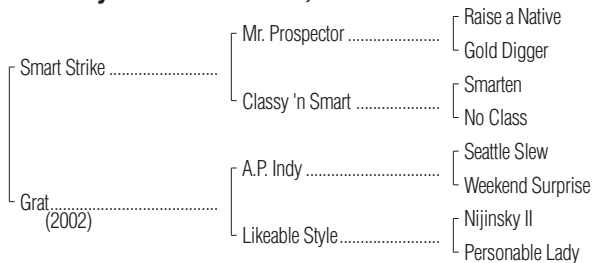 Raise a Native
Mr. Prospector ..................
Gold Digger
Smart Strike ...........................
Smarten
Classy 'n Smart .................
No Class
Seattle Slew
A.P. Indy ............................
Weekend Surprise
Grat..........................................
(2002)
Nijinsky II
Likeable Style.....................
Personable Lady